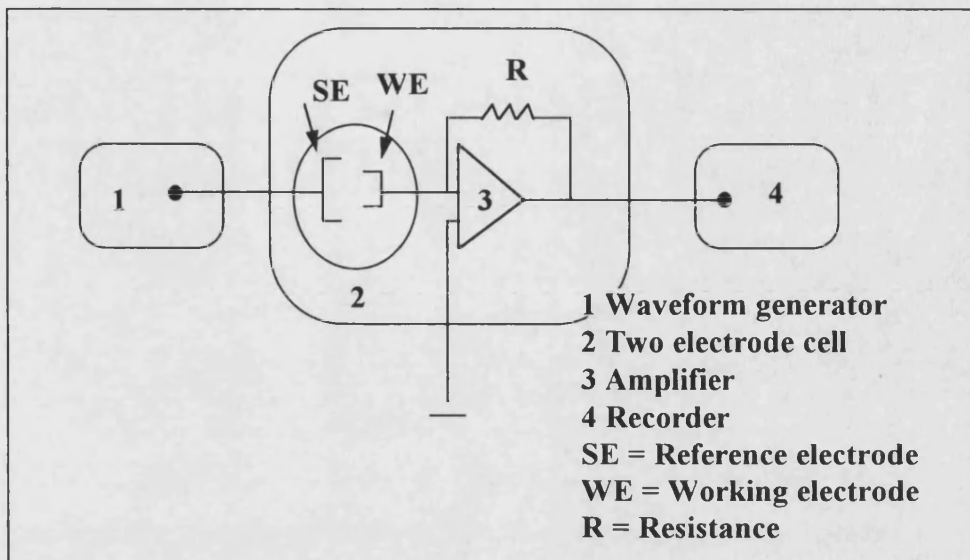 R
SE WE
1
3
4
2
1 Waveform generator
2 Two electrode cell
3 Amplifier
4 Recorder
SE = Reference electrode
WE = Working electrode
R = Resistance